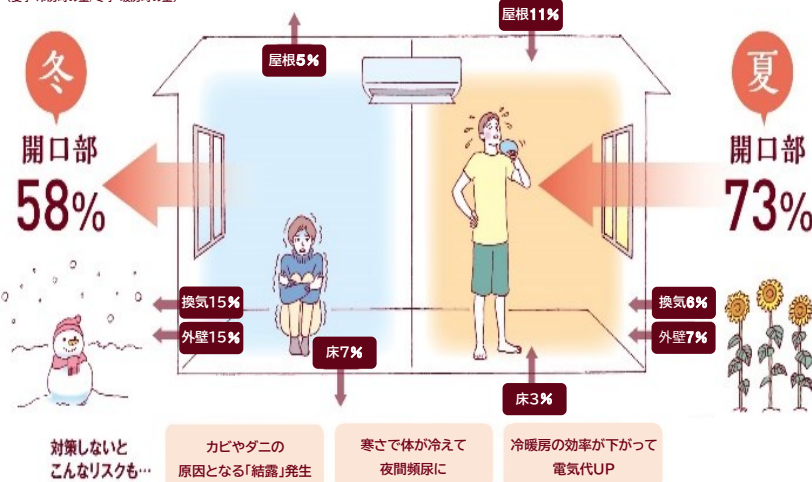 屋根5%
屋根11%
冬
開口部
58%
夏
開口部
73%
換気15%
外壁15%
床7%
換気6%
外壁7%
床3%
対策しないと
こんなリスクも…
カビやダニの
原因となる「結露」発生
寒さで体が冷えて
夜間頻尿に
冷暖房の効率が下がって
電気代UP